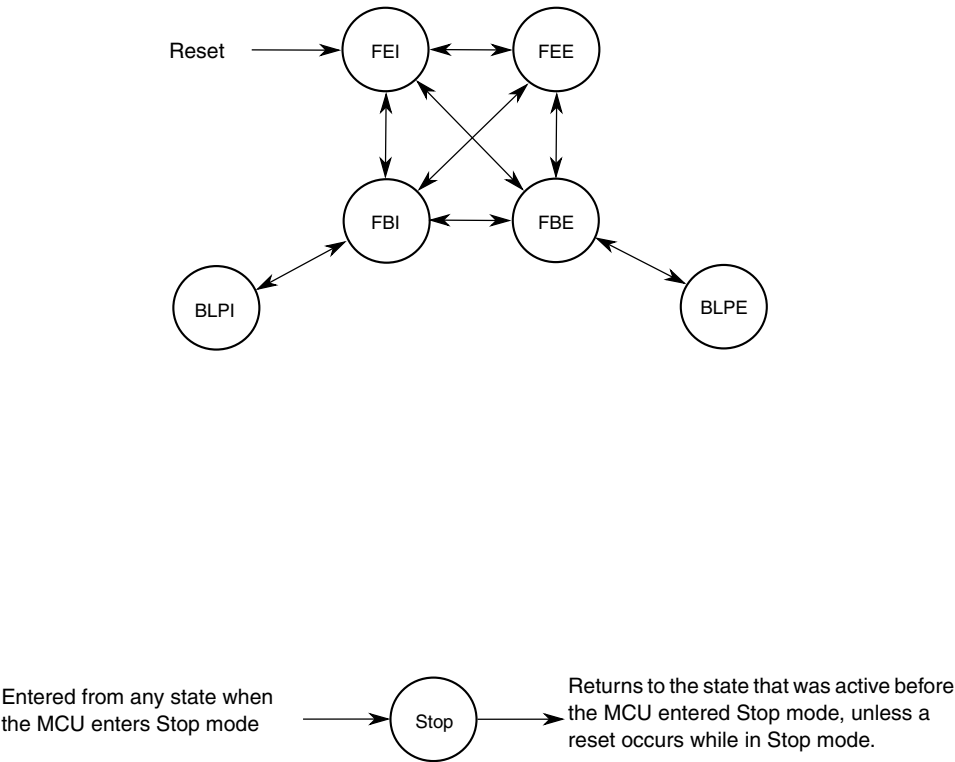 Reset
FEI
FEE
FBI
FBE
BLPI
BLPE
Entered from any state when
the MCU enters Stop mode
Stop
Returns to the state that was active before
the MCU entered Stop mode, unless a
reset occurs while in Stop mode.